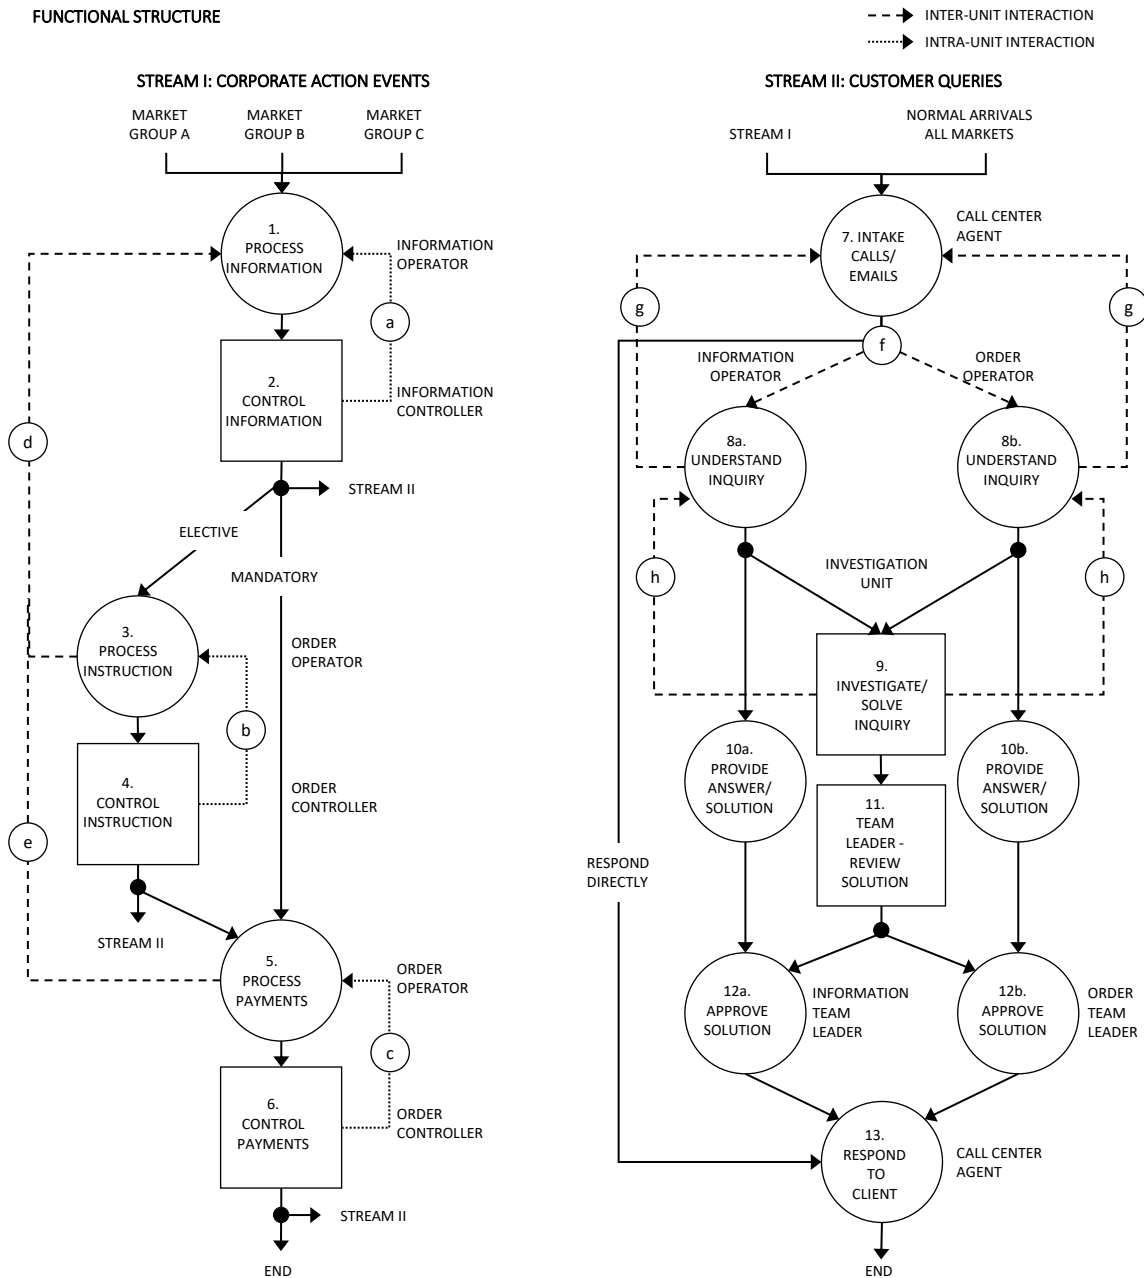 FUNCTIONAL STRUCTURE
INTER-UNIT INTERACTION
INTRA-UNIT INTERACTION
STREAM I: CORPORATE ACTION EVENTS
MARKET
GROUP A
MARKET
GROUP B
MARKET
GROUP C
1.
PROCESS
INFORMATION
INFORMATION
OPERATOR
a
2.
CONTROL
INFORMATION
INFORMATION
CONTROLLER
d
STREAM II
ELECTIVE
MANDATORY
3.
PROCESS
INSTRUCTION
ORDER
OPERATOR
b
4.
CONTROL
INSTRUCTION
ORDER
CONTROLLER
e
STREAM II
5.
PROCESS
PAYMENTS
ORDER
OPERATOR
c
6.
CONTROL
PAYMENTS
ORDER
CONTROLLER
STREAM II
END
STREAM II: CUSTOMER QUERIES
STREAM I
NORMAL ARRIVALS
ALL MARKETS
7. INTAKE
CALLS/
EMAILS
CALL CENTER
AGENT
g
g
f
INFORMATION
OPERATOR
ORDER
OPERATOR
8a.
UNDERSTAND
INQUIRY
8b.
UNDERSTAND
INQUIRY
h
INVESTIGATION
UNIT
h
9.
INVESTIGATE/
SOLVE
INQUIRY
10a.
PROVIDE
ANSWER/
SOLUTION
10b.
PROVIDE
ANSWER/
SOLUTION
11.
TEAM
LEADER -
REVIEW
SOLUTION
RESPOND
DIRECTLY
12a.
APPROVE
SOLUTION
INFORMATION
TEAM
LEADER
12b.
APPROVE
SOLUTION
ORDER
TEAM
LEADER
13.
RESPOND
TO
CLIENT
CALL CENTER
AGENT
END